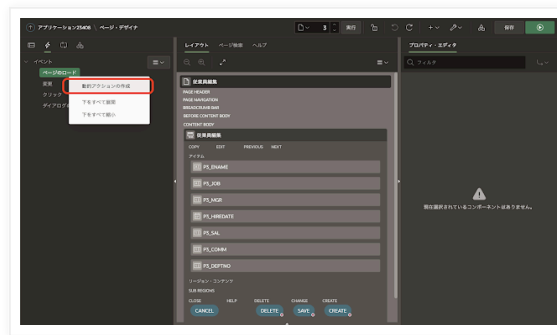 アプリケーション25408 \ ページ・デザイナ
3
実行
保存
レイアウト ページ検索 ヘルプ
プロパティ・エディタ
フィルタ
イベント
ページのロード
変更
クリック
動的アクションの作成
下をすべて展開
下をすべて縮小
従業員編集
PAGE HEADER
PAGE NAVIGATION
BREADCRUMB BAR
BEFORE CONTENT BODY
CONTENT BODY
従業員編集
COPY EDIT PREVIOUS NEXT
アイテム
P5_ENAME
P5_JOB
P5_MGR
P5_HIREDATE
P5_SAL
P5_COMM
P5_DEPTNO
リージョン・コンテンツ
SUB REGIONS
CLOSE HELP DELETE CHANGE CREATE
CANCEL DELETE SAVE CREATE
現在選択されているコンポーネントはありません。